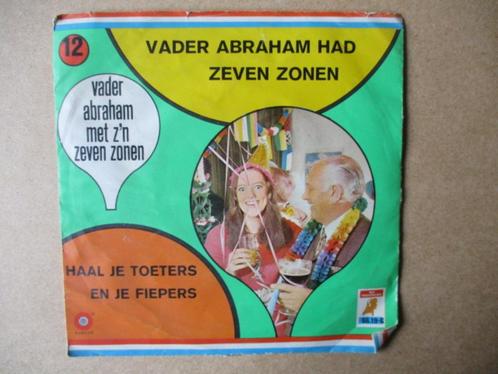 12
VADER ABRAHAM HAD
ZEVEN ZONEN
vader
abraham
met z'n
zeven zonen
HAAL JE TOETERS
EN JE FIEPERS